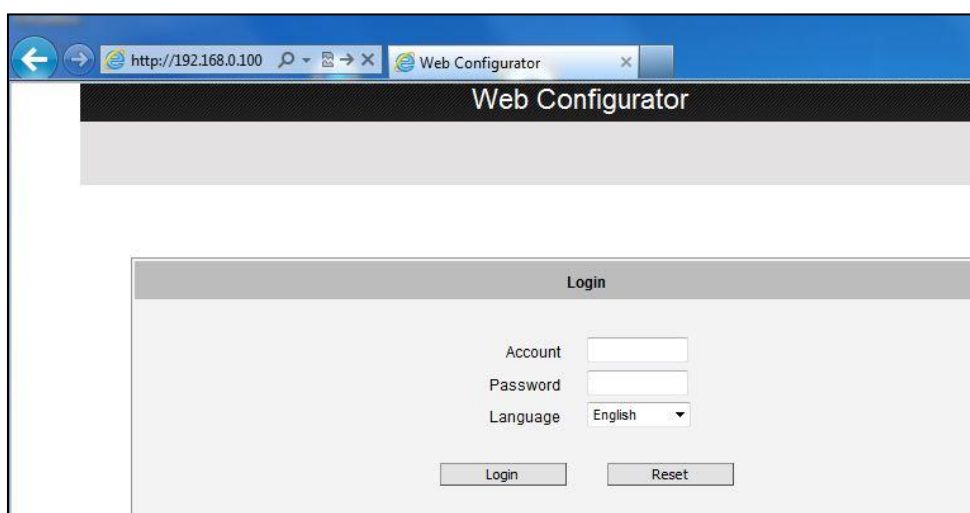 http://192.168.0.100
Web Configurator
Web Configurator
Login
Account
Password
Language English
Login Reset